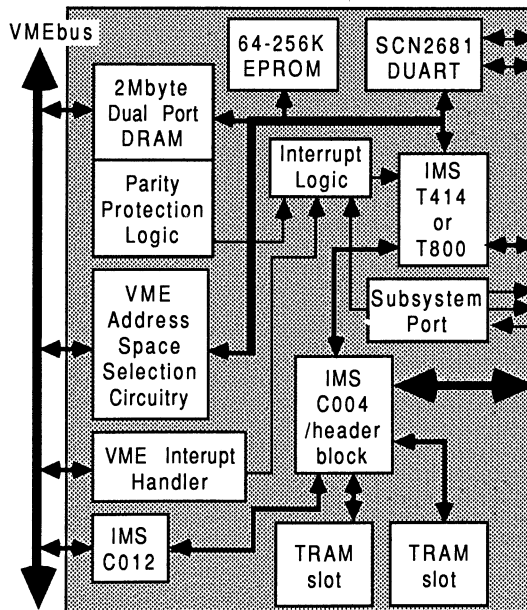 VMEbus
64-256K
EPROM
SCN2681
DUART
2Mbyte
Dual Port
DRAM
Parity
Protection
Logic
Interrupt
Logic
IMS
T414
or
T800
VME
Address
Space
Selection
Circuitry
Subsystem
Port
IMS
C004
/header
block
VME Interupt
Handler
IMS
C012
TRAM
slot
TRAM
slot